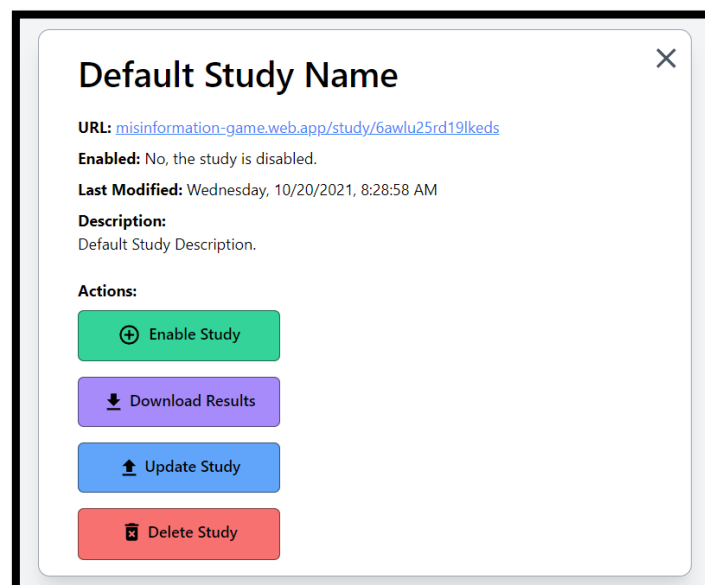 Default Study Name
URL: misinformation-game.web.app/study/6awlu25rd19lkeds
Enabled: No, the study is disabled.
Last Modified: Wednesday, 10/20/2021, 8:28:58 AM
Description:
Default Study Description.
Actions:
Enable Study
Download Results
Update Study
Delete Study